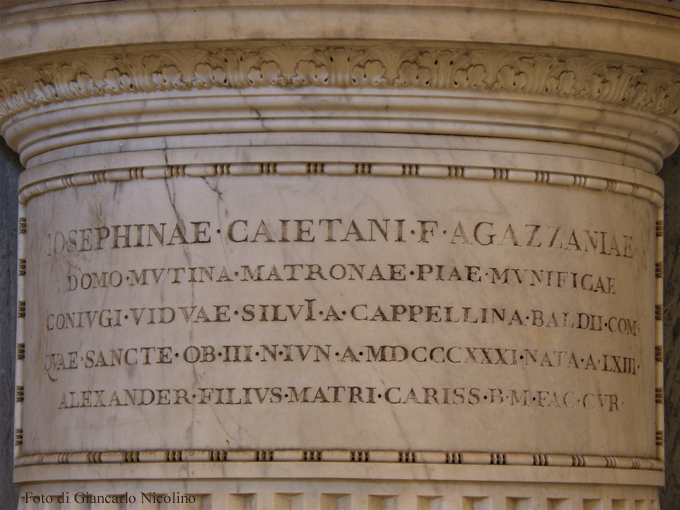 IOSEPHINAE·CAIETANI·F·AGAZZANIAE
DOMO·MVTINA·MATRONAE·PIAE·MVNIFICAE
CONIVGI·VIDVAE·SILVI·A·CAPPELLINA·BALDII·COM·
QVAE·SANCTE·OB·III·N·IVN·A·MDCCCXXXI·NATA·A·LXIII·
ALEXANDER·FILIVS·MATRI·CARISS·B·M·FAC·CVR·
Foto di Giancarlo Nicolino